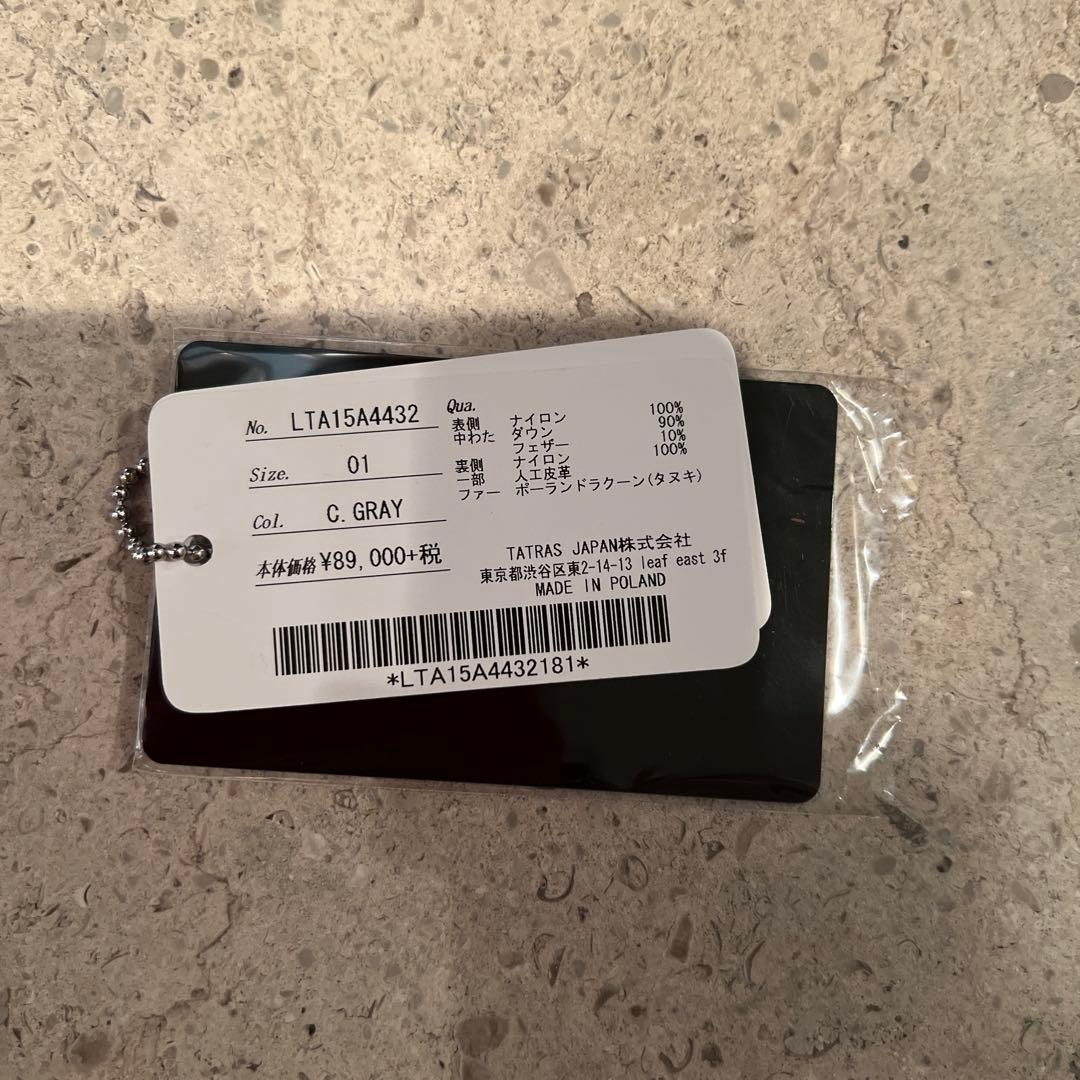 No. LTA15A4432
Size. 01
Col. C. GRAY
本体価格 ¥89,000+税
Qua.
表側 ナイロン 100%
中わた ダウン 90%
フェザー 10%
裏側 ナイロン 100%
一部 人工皮革
ファー ポーランドラクーン(タヌキ)
TATRAS JAPAN株式会社
東京都渋谷区東2-14-13 leaf east 3f
MADE IN POLAND
*LTA15A4432181*